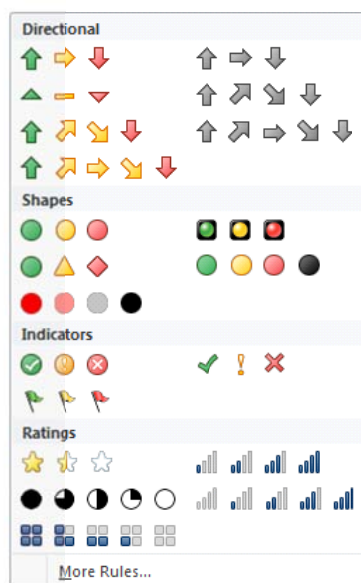 Directional
Shapes
Indicators
Ratings
More Rules...